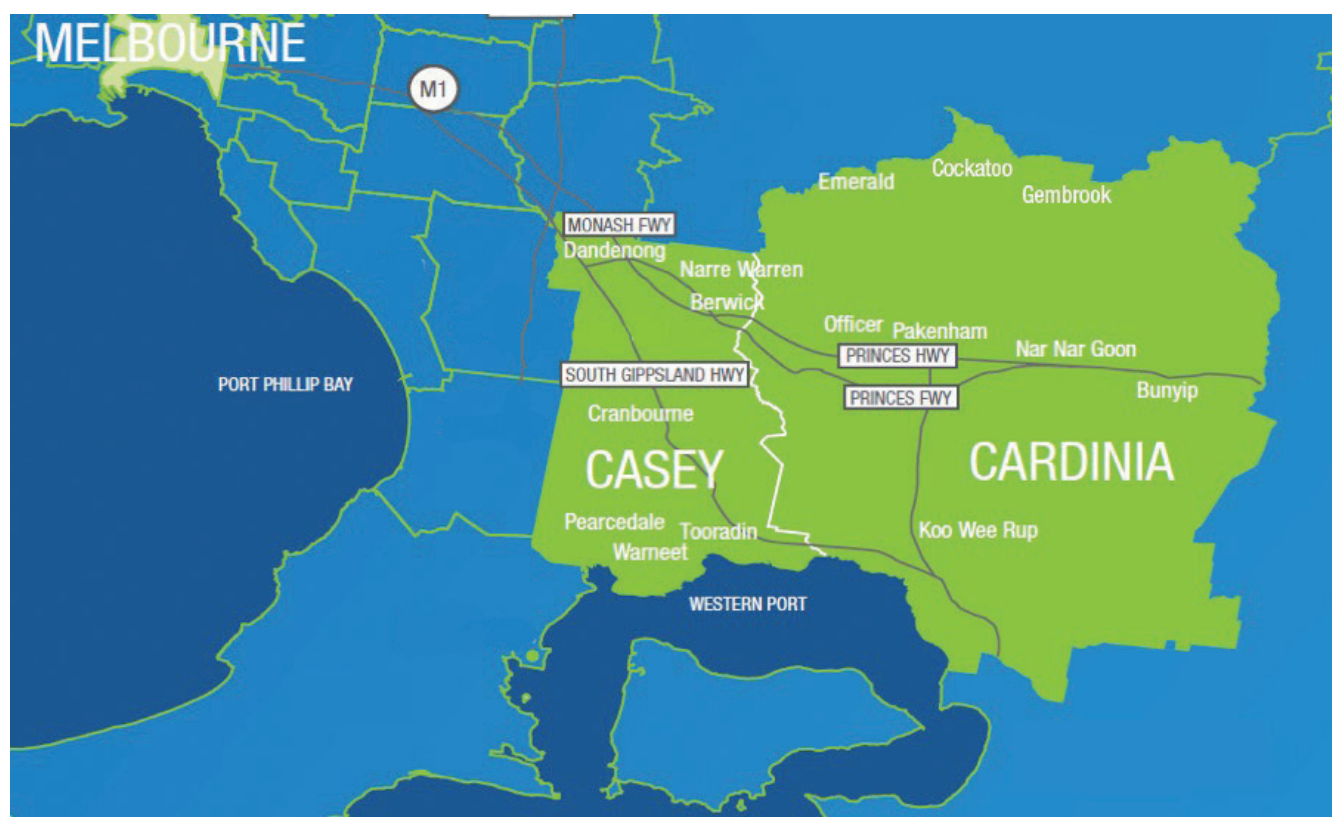 MELBOURNE
M1
Cockatoo
Emerald
Gembrook
MONASH FWY
Dandenong
Narre Warren
Berwick
Officer
Pakenham
Nar Nar Goon
PRINCES HWY
SOUTH GIPPSLAND HWY
PORT PHILLIP BAY
Bunyip
PRINCES FWY
Cranbourne
CASEY
CARDINIA
Pearcedale
Tooradin
Koo Wee Rup
Warneet
WESTERN PORT